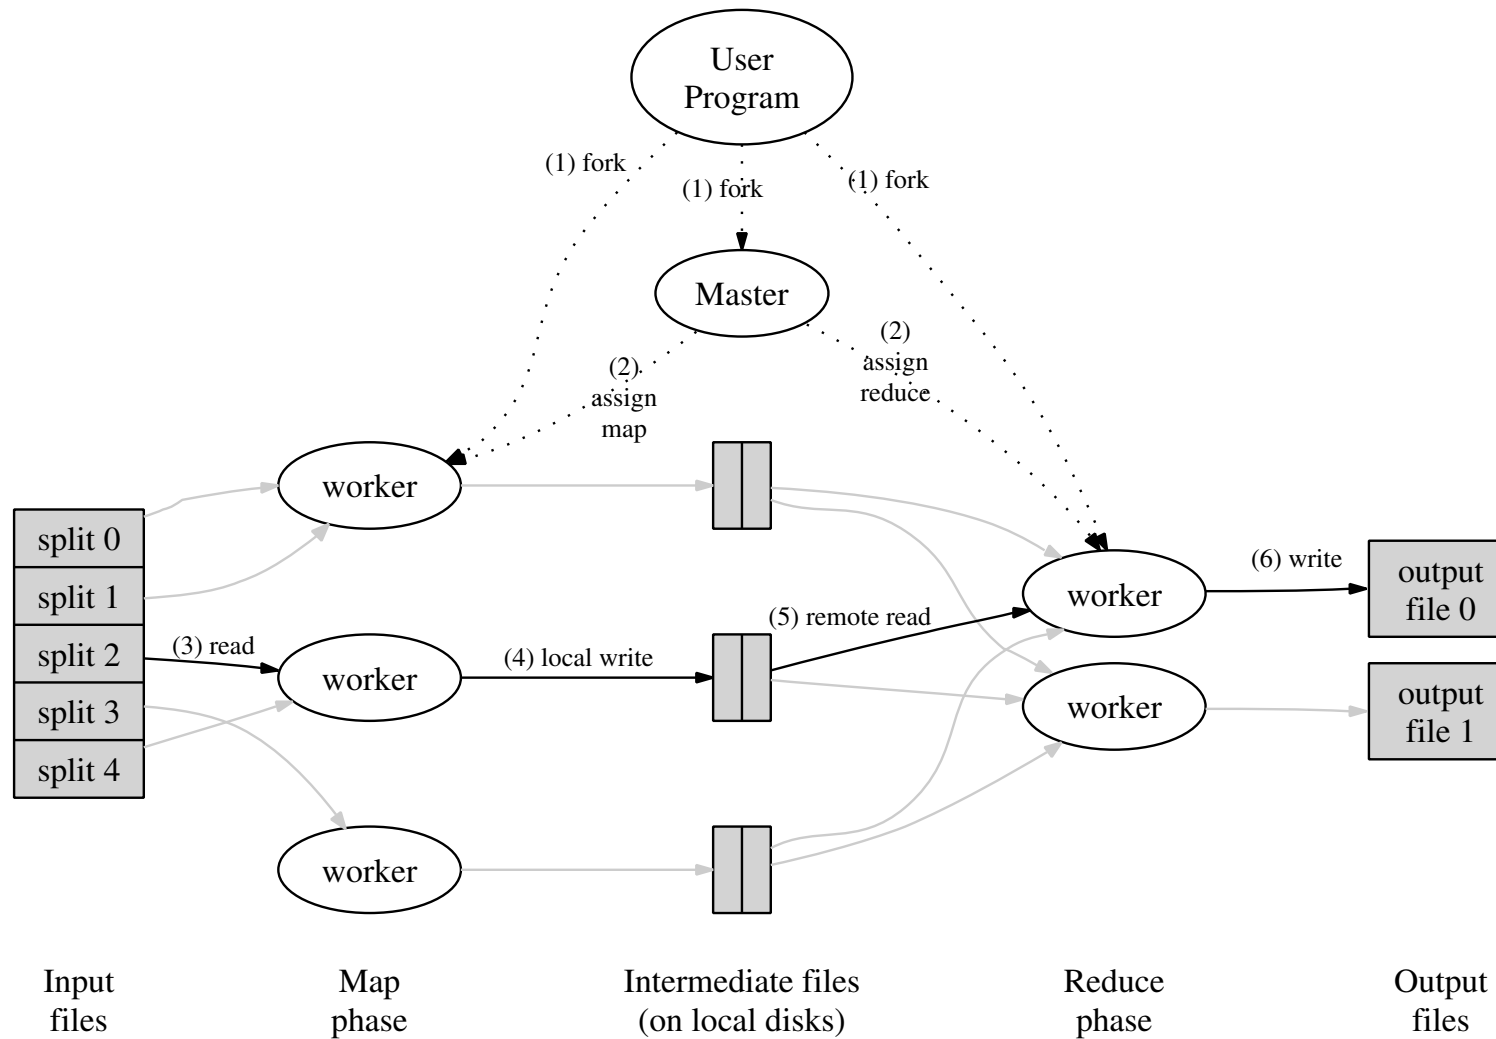 User
Program
(1) fork
(1) fork
(1) fork
Master
(2)
assign
map
(2)
assign
reduce
worker
split 0
split 1
split 2
split 3
split 4
(3) read
worker
(4) local write
(5) remote read
worker
(6) write
output
file 0
worker
output
file 1
worker
Input
files
Map
phase
Intermediate files
(on local disks)
Reduce
phase
Output
files